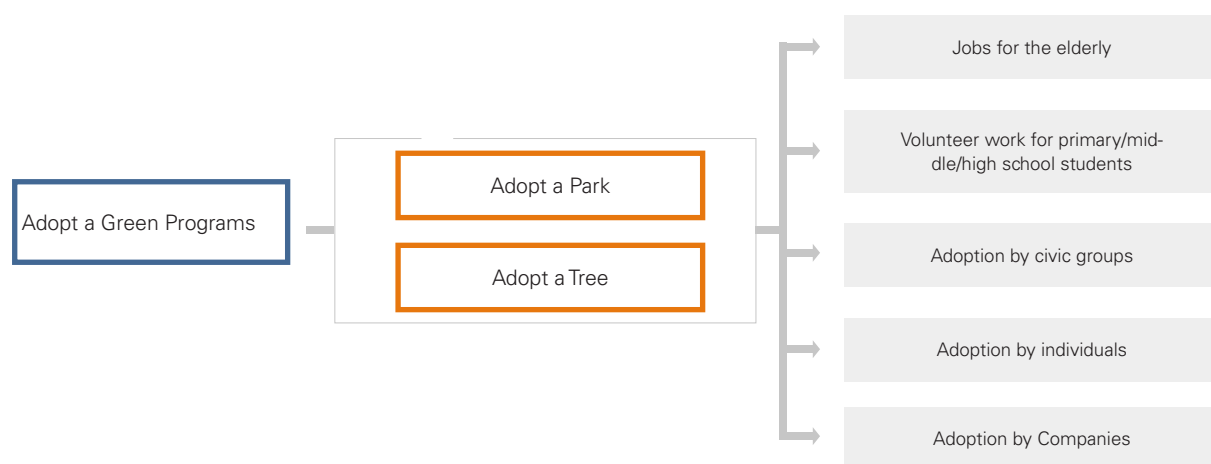 Adopt a Green Programs
Adopt a Park
Adopt a Tree
Jobs for the elderly
Volunteer work for primary/mid-
dle/high school students
Adoption by civic groups
Adoption by individuals
Adoption by Companies